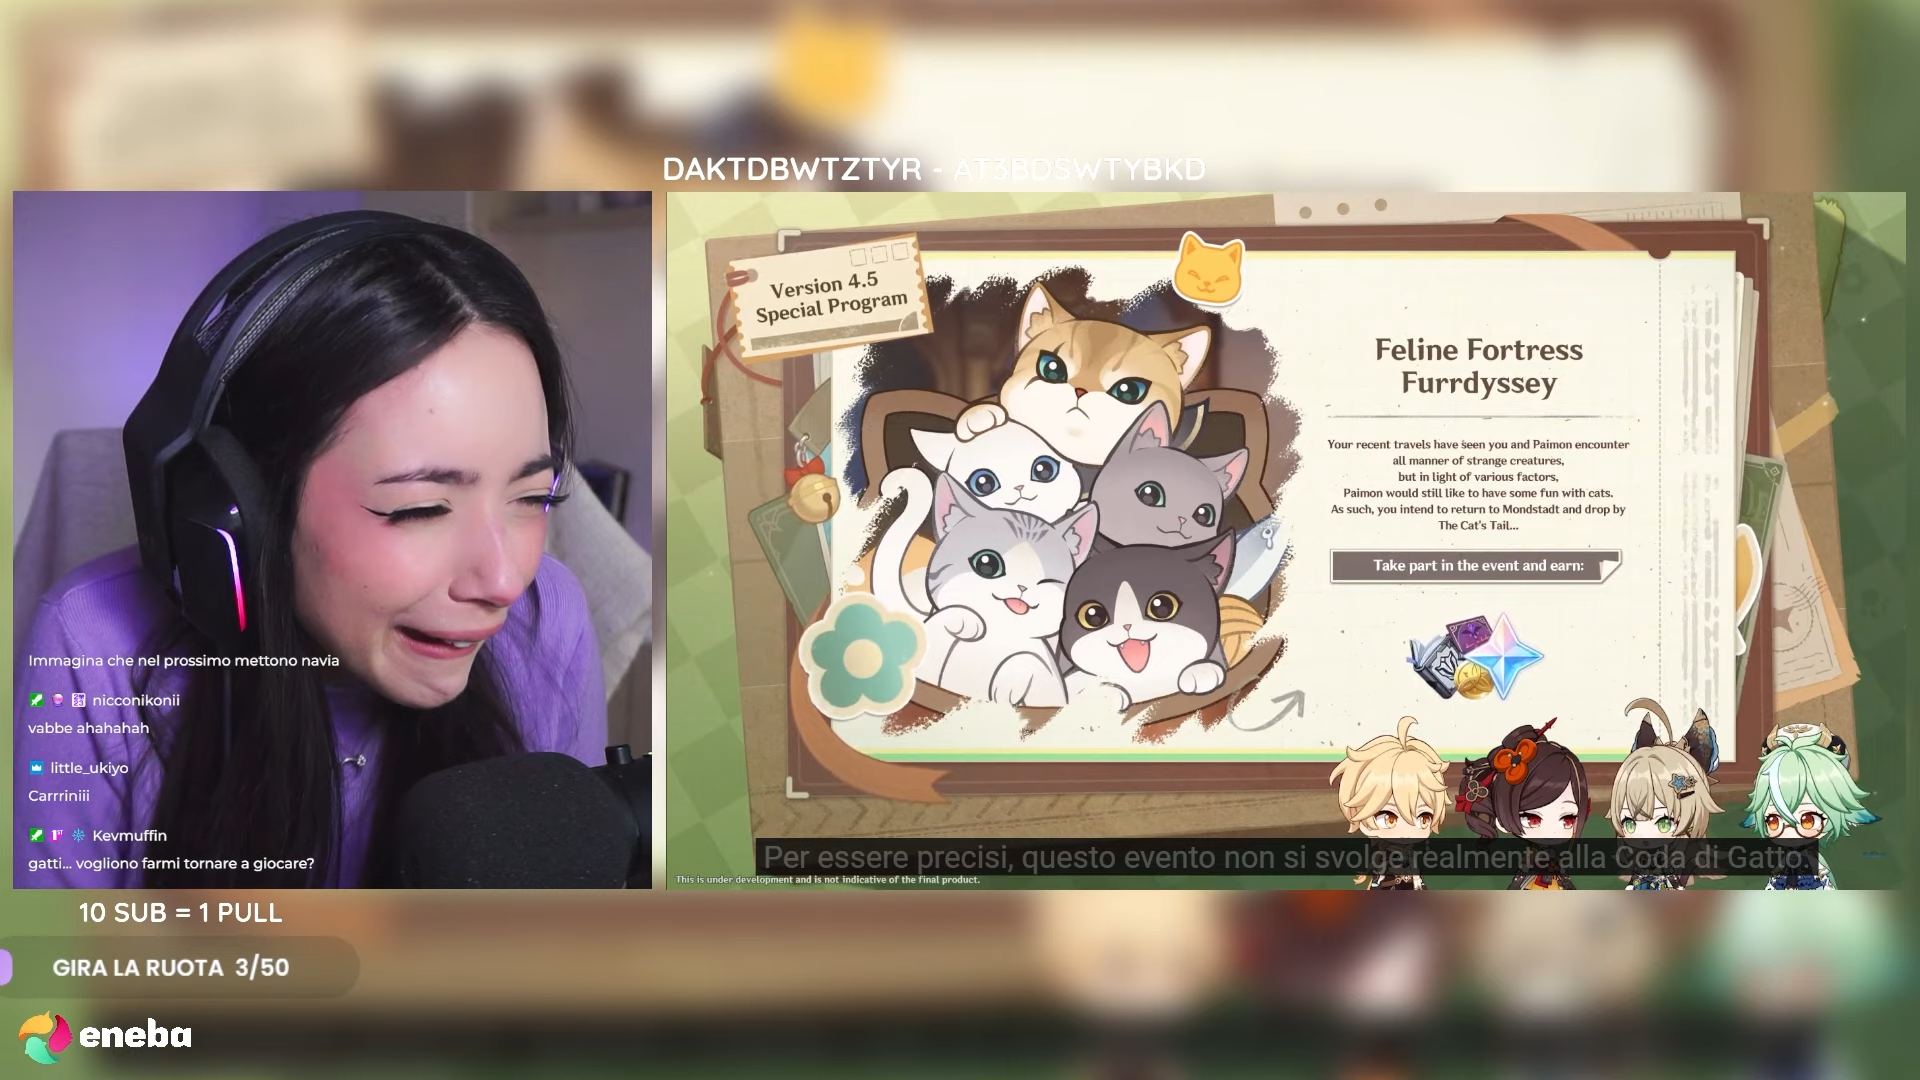 DAKTDBWTZTYR - AT3BDSWTYBKD
Version 4.5
Special Program
Feline Fortress
Furrdyssey
Your recent travels have seen you and Paimon encounter
all manner of strange creatures,
but in light of various factors,
Paimon would still like to have some fun with cats.
As such, you intend to return to Mondstadt and drop by
The Cat's Tail...
Take part in the event and earn:
Per essere precisi, questo evento non si svolge realmente alla Coda di Gatto.
This is under development and is not indicative of the final product.
Immagina che nel prossimo mettono navia
nicconikonii
vabbe ahahahah
little_ukiyo
Carrriniii
Kevmuffin
gatti... vogliono farmi tornare a giocare?
10 SUB = 1 PULL
GIRA LA RUOTA 3/50
eneba